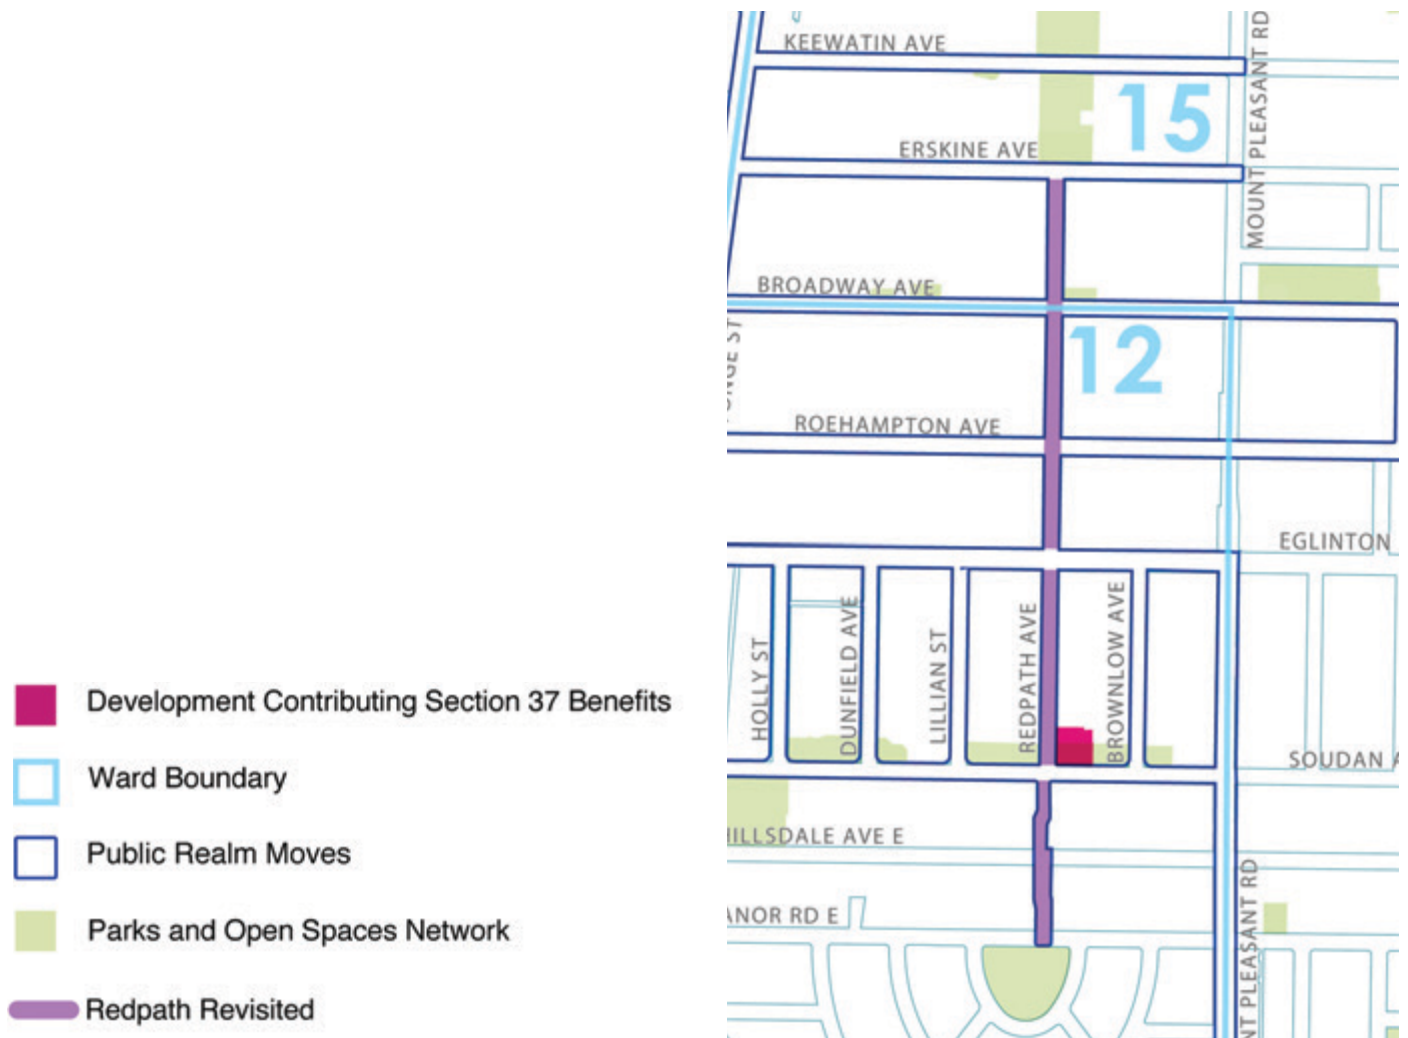 KEEWATIN AVE
15
MOUNT PLEASANT RD
ERSKINE AVE
BROADWAY AVE
12
ROEHAMPTON AVE
EGLINTON
HOLLY ST
DUNFIELD AVE
LILLIAN ST
REDPATH AVE
BROWNLOW AVE
SOUDAN A
HILLSDALE AVE E
ANOR RD E
NT PLEASANT RD
Development Contributing Section 37 Benefits
Ward Boundary
Public Realm Moves
Parks and Open Spaces Network
Redpath Revisited